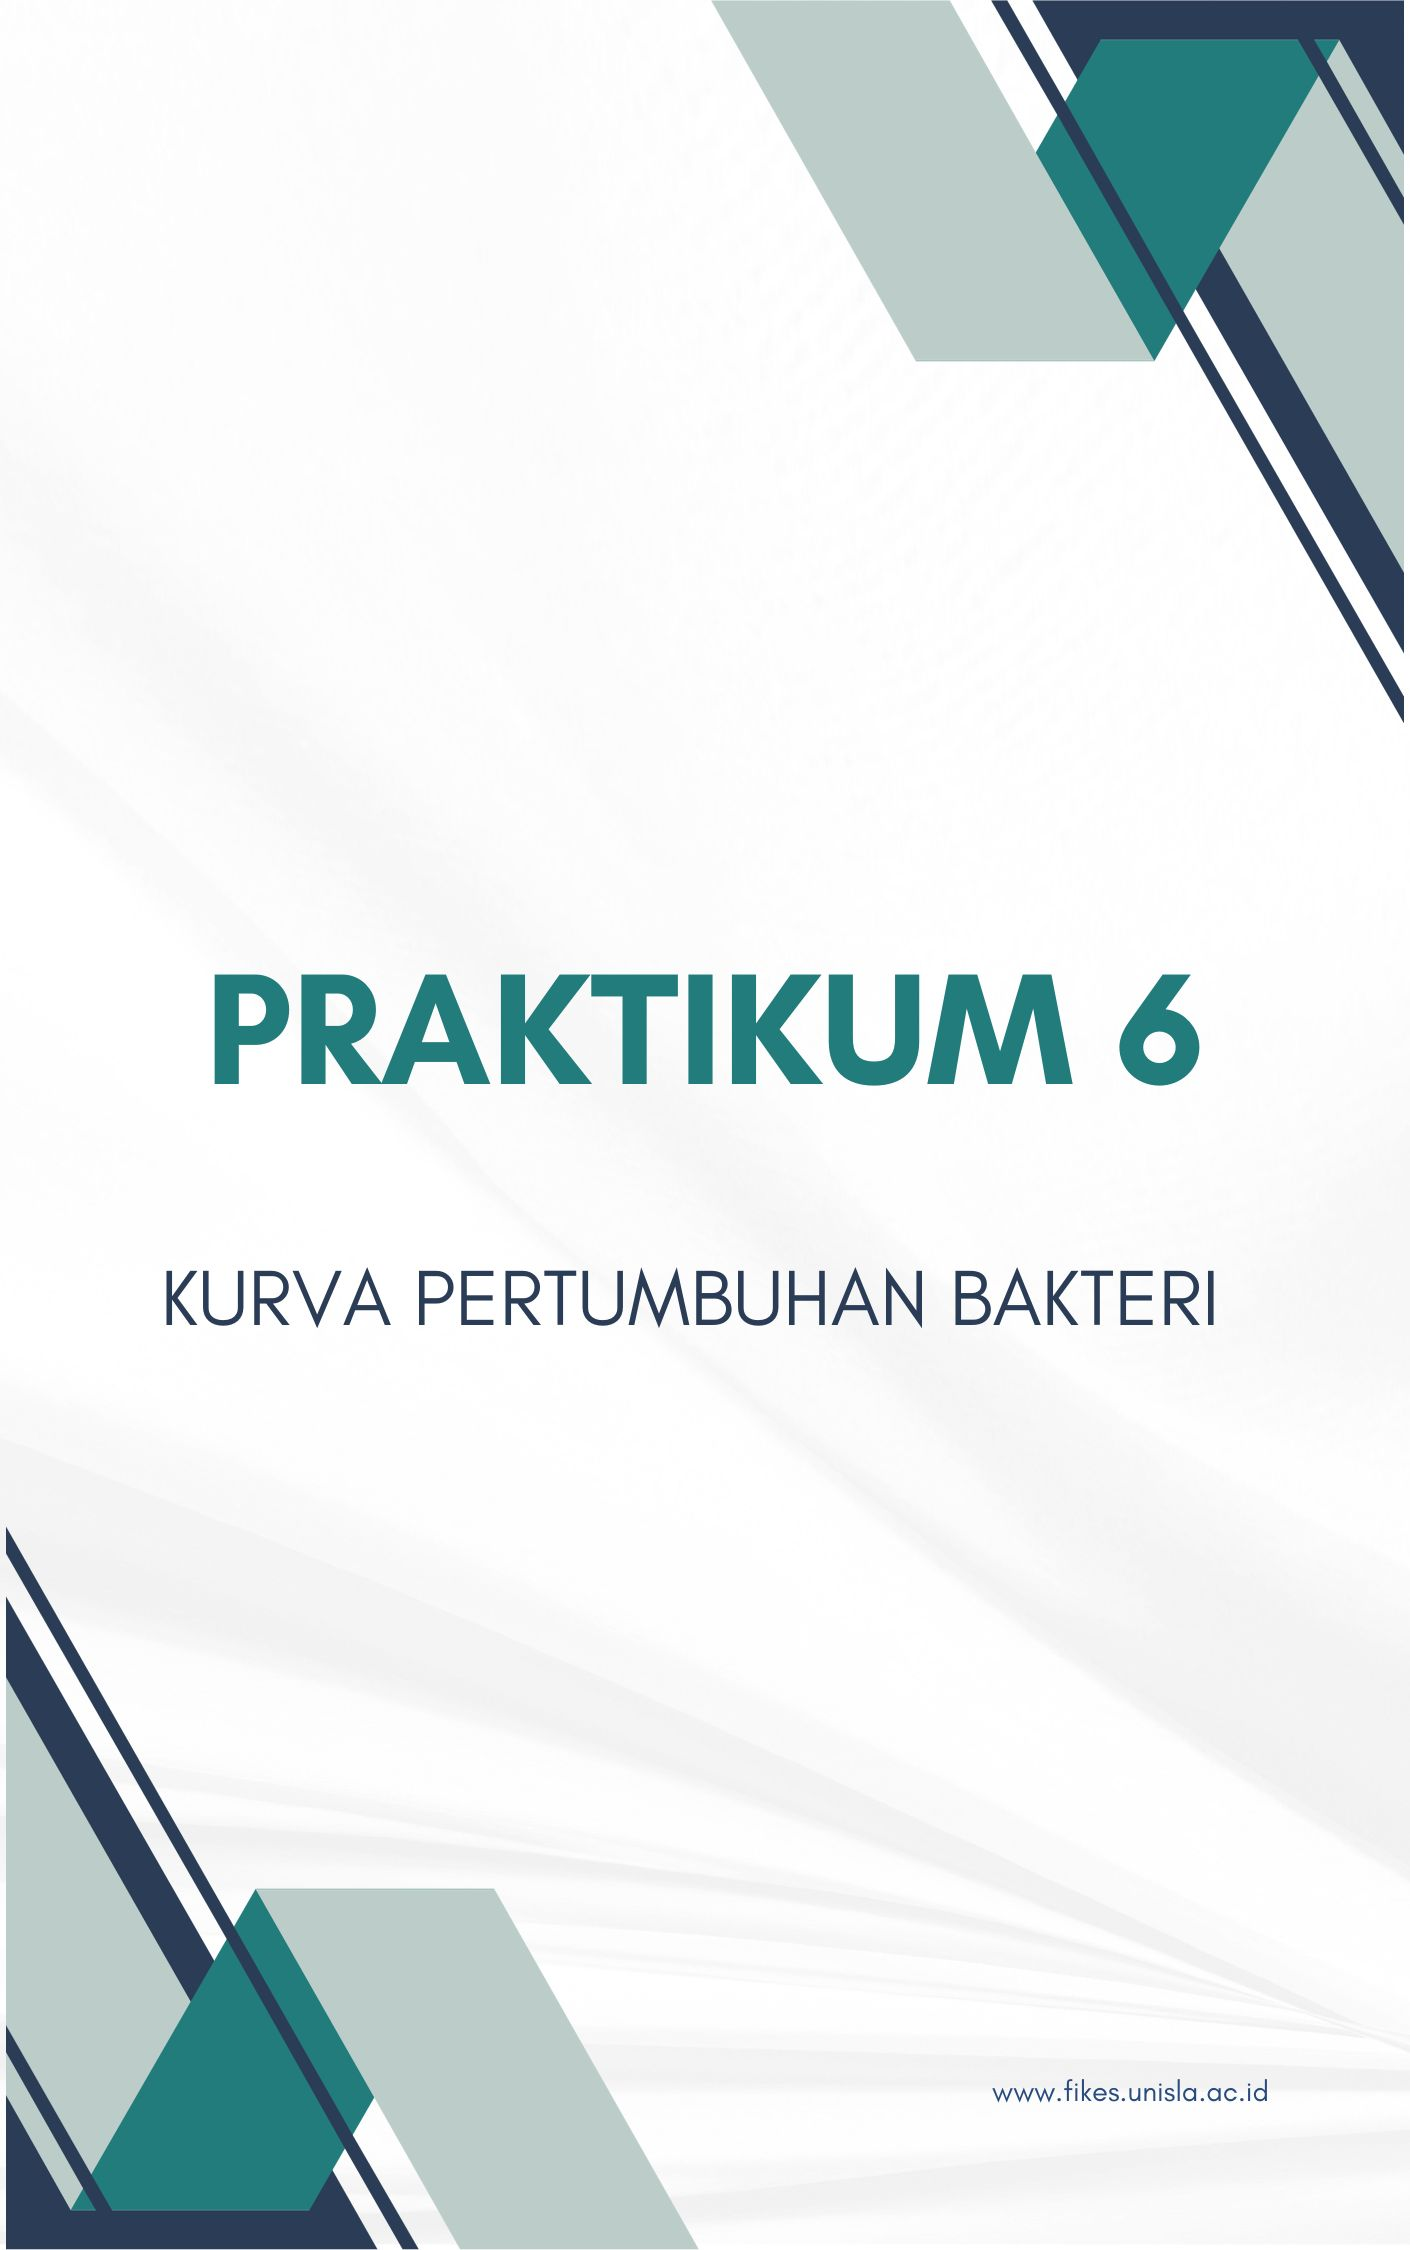 PRAKTIKUM 6
KURVA PERTUMBUHAN BAKTERI
www.fikes.unisla.ac.id